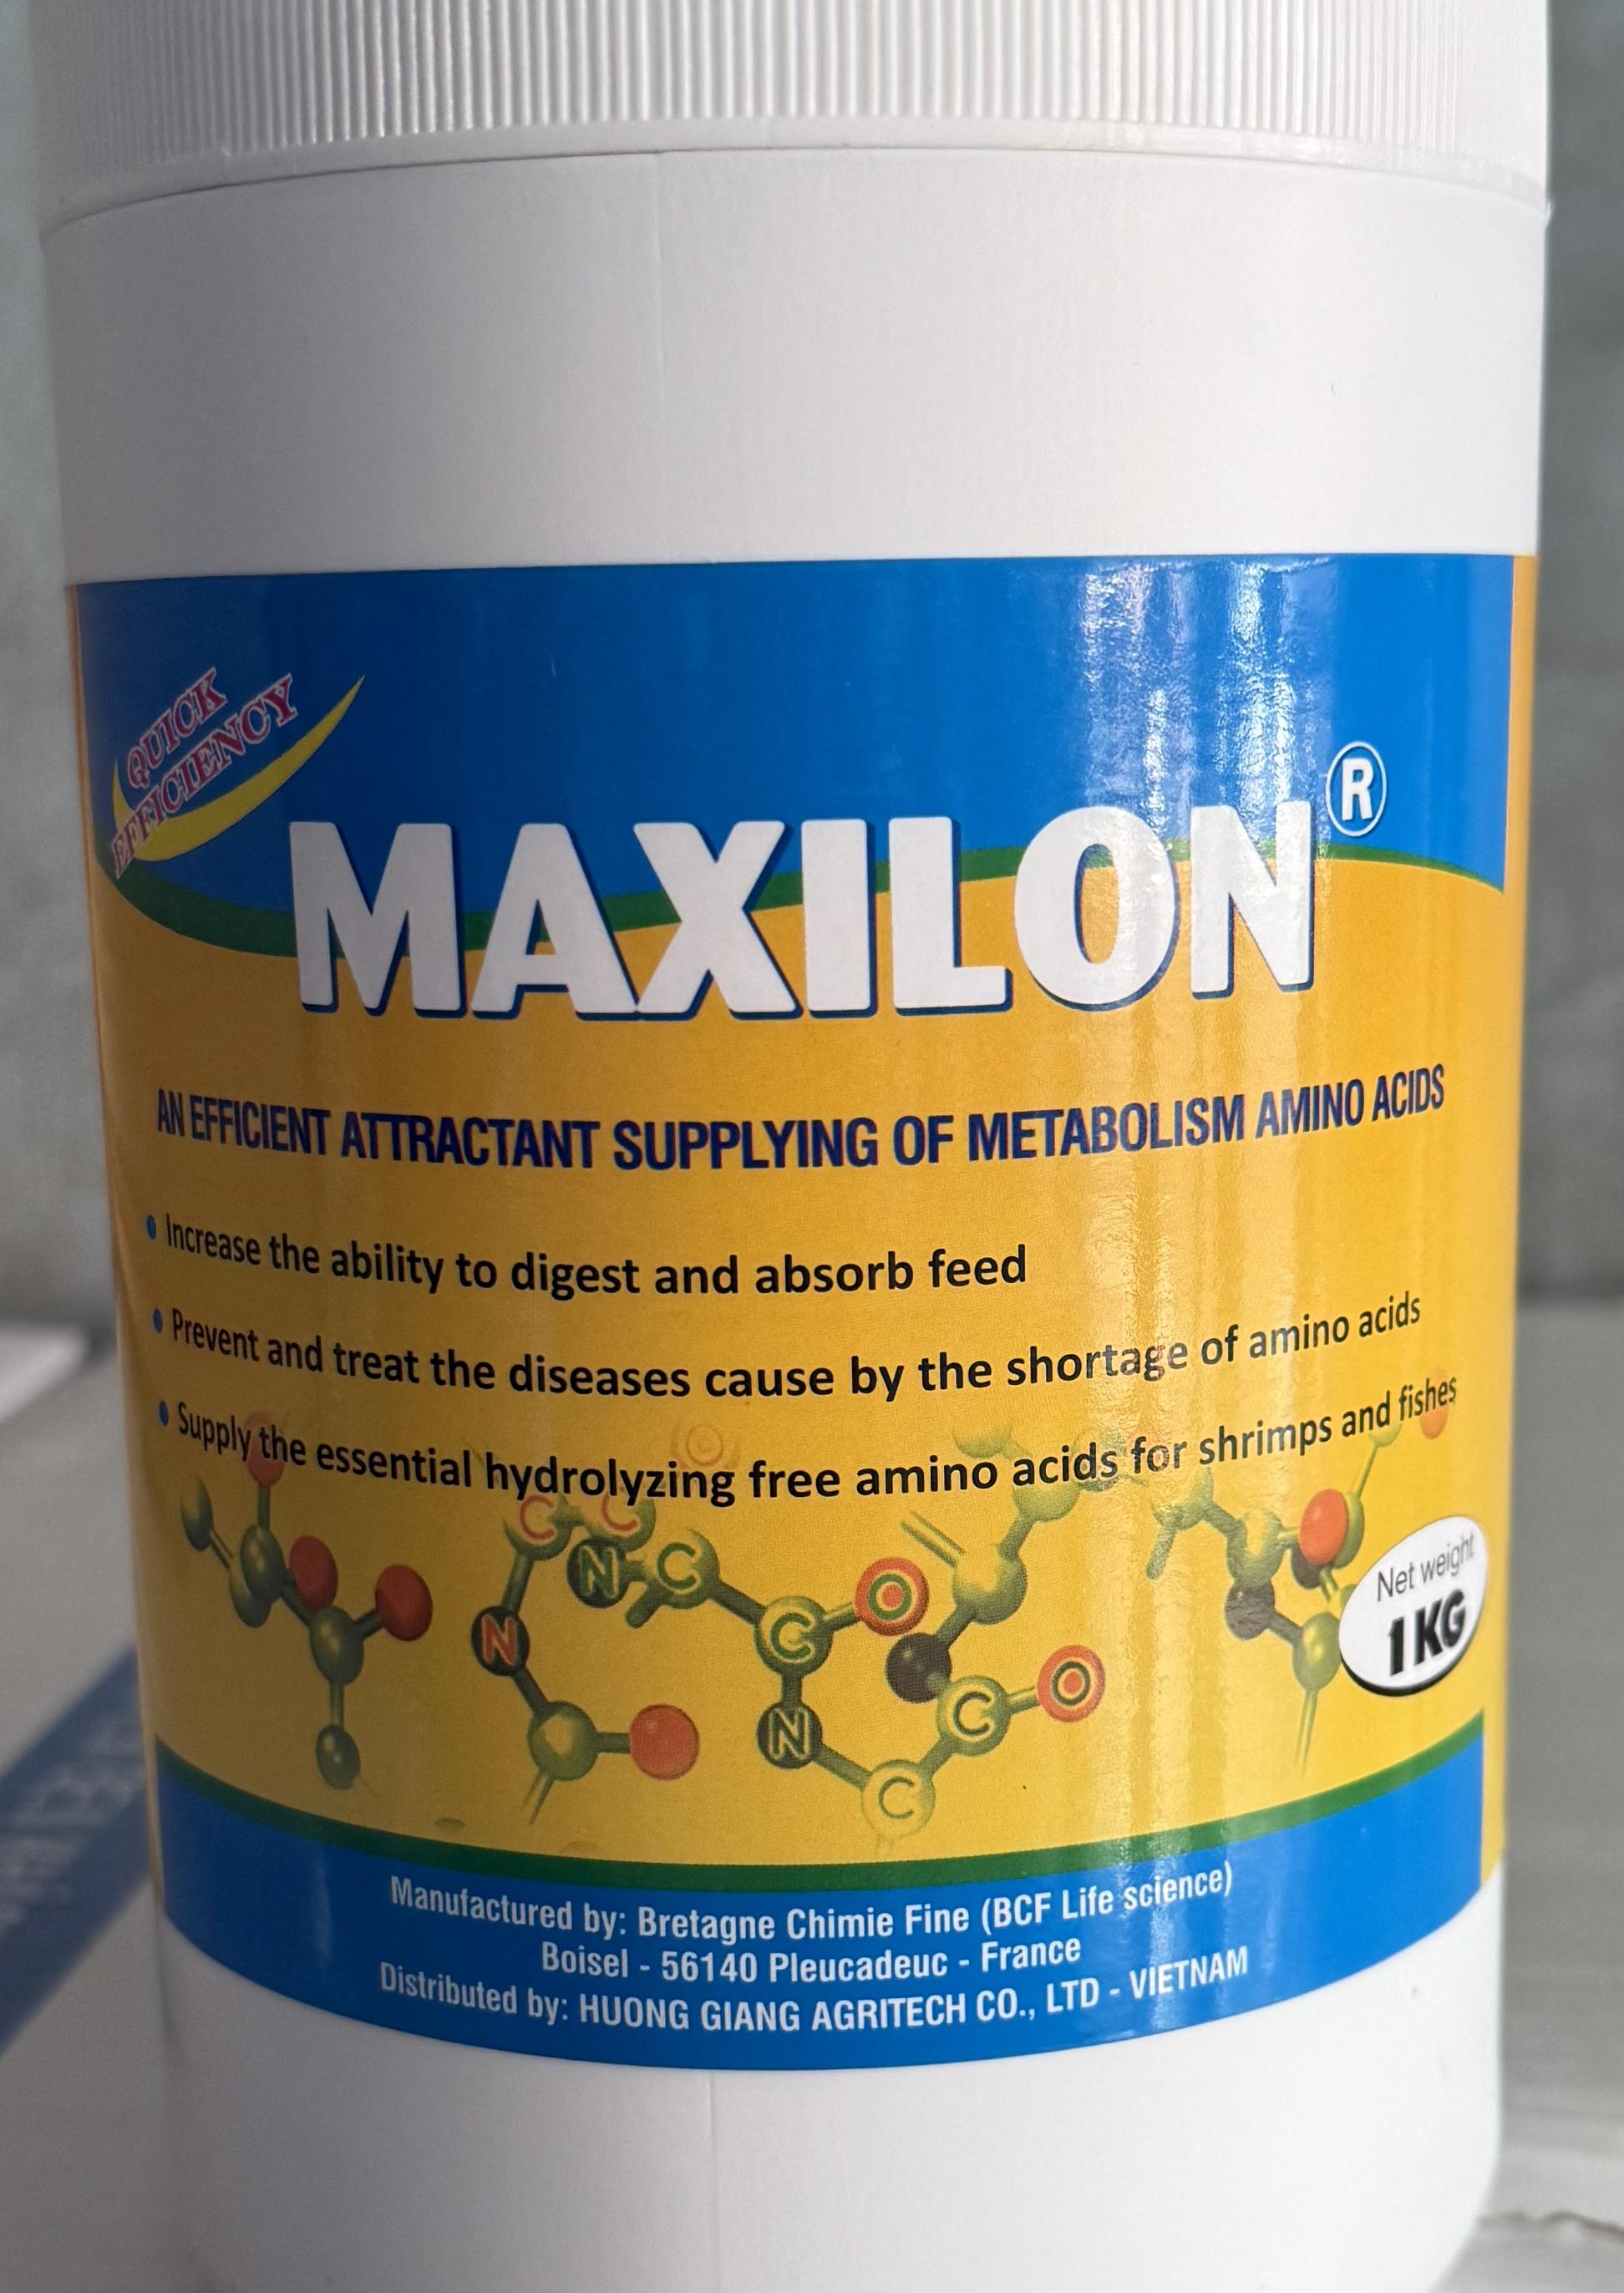 QUICK
EFFICIENCY
MAXILON®
AN EFFICIENT ATTRACTANT SUPPLYING OF METABOLISM AMINO ACIDS
• Increase the ability to digest and absorb feed
• Prevent and treat the diseases cause by the shortage of amino acids
• Supply the essential hydrolyzing free amino acids for shrimps and fishes
C C
N C O
N C O
N C
C
Net weight
1KG
Manufactured by: Bretagne Chimie Fine (BCF Life science)
Boisel - 56140 Pleucadeuc - France
Distributed by: HUONG GIANG AGRITECH CO., LTD - VIETNAM